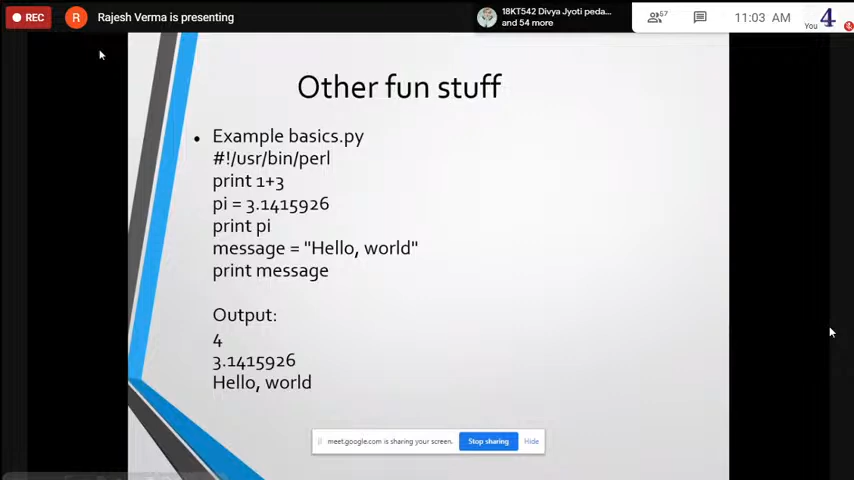 REC
R
Rajesh Verma is presenting
18KT542 Divya Jyoti peda...
and 54 more
57
11:03 AM
You
4
Other fun stuff
• Example basics.py
#!/usr/bin/perl
print 1+3
pi = 3.1415926
print pi
message = "Hello, world"
print message
Output:
4
3.1415926
Hello, world
meet.google.com is sharing your screen.
Stop sharing
Hide